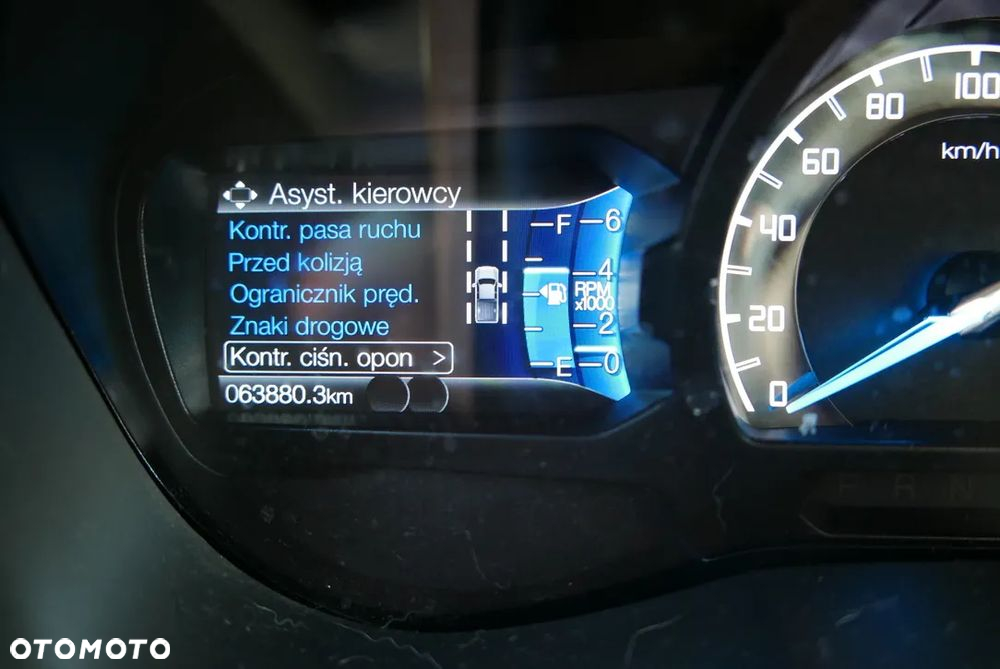 Asyst. kierowcy
Kontr. pasa ruchu
Przed kolizją
Ogranicznik pręd.
Znaki drogowe
Kontr. ciśn. opon >
063880.3km
F
E
6
4
RPM
x1000
2
0
100
80
60
40
20
0
km/h
OTOMOTO